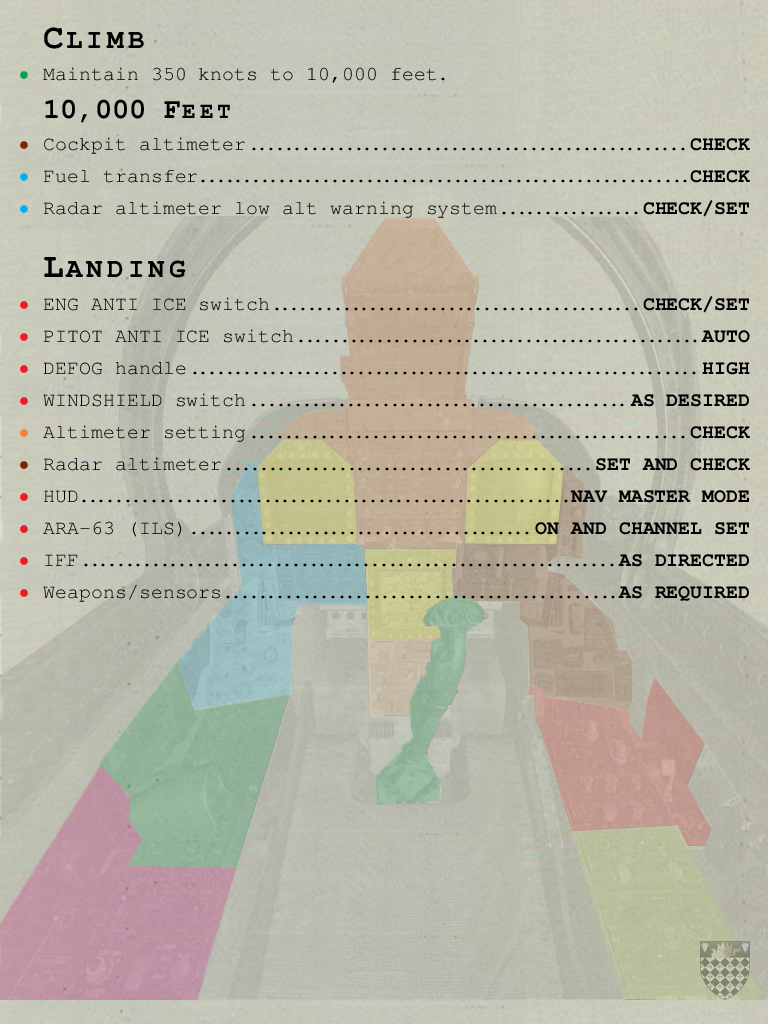 CLIMB
Maintain 350 knots to 10,000 feet.
10,000 FEET
Cockpit altimeter..........................................CHECK
Fuel transfer..............................................CHECK
Radar altimeter low alt warning system................CHECK/SET
LANDING
ENG ANTI ICE switch....................................CHECK/SET
PITOT ANTI ICE switch.......................................AUTO
DEFOG handle................................................HIGH
WINDSHIELD switch.....................................AS DESIRED
Altimeter setting..........................................CHECK
Radar altimeter....................................SET AND CHECK
HUD..............................................NAV MASTER MODE
ARA-63 (ILS)..................................ON AND CHANNEL SET
IFF..................................................AS DIRECTED
Weapons/sensors......................................AS REQUIRED